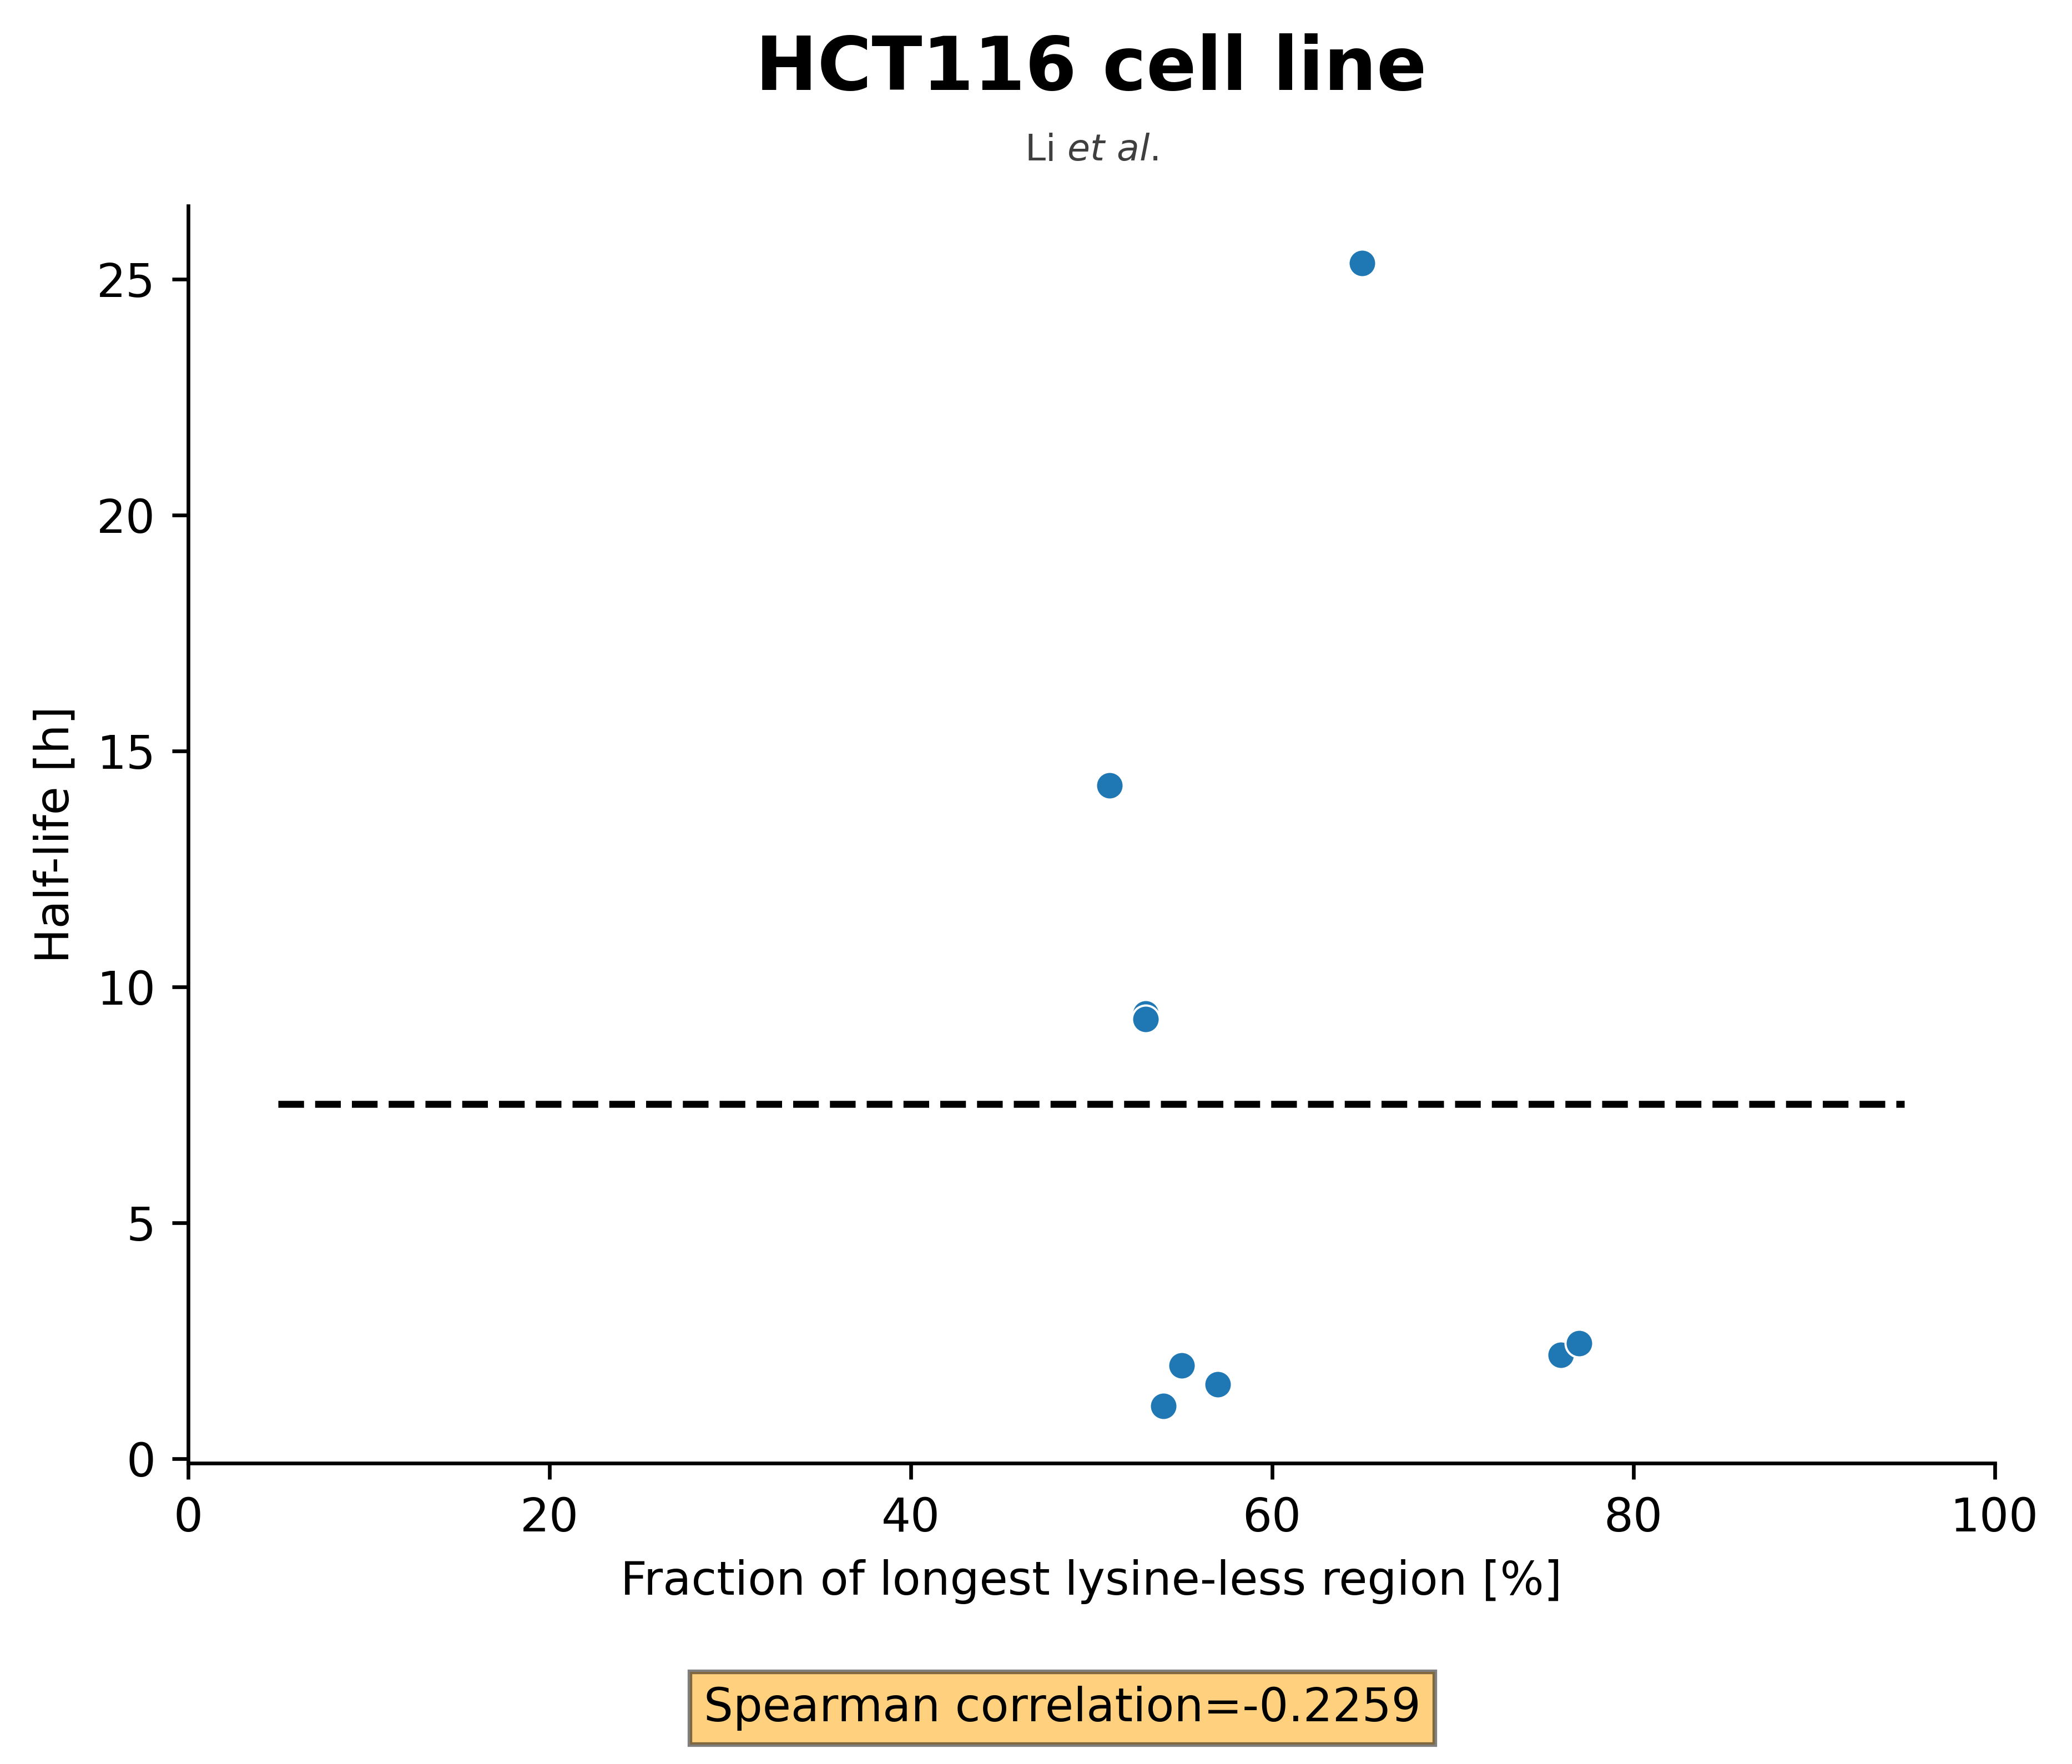 HCT116 cell line
Li et al.
25
20
15
10
5
0
Half-life [h]
0 20 40 60 80 100
Fraction of longest lysine-less region [%]
Spearman correlation=-0.2259